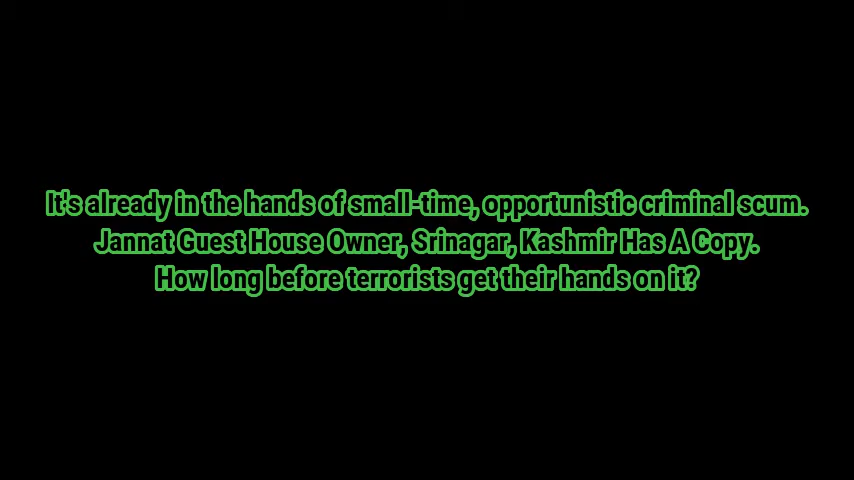 It's already in the hands of small-time, opportunistic criminal scum.
Jannat Guest House Owner, Srinagar, Kashmir Has A Copy.
How long before terrorists get their hands on it?